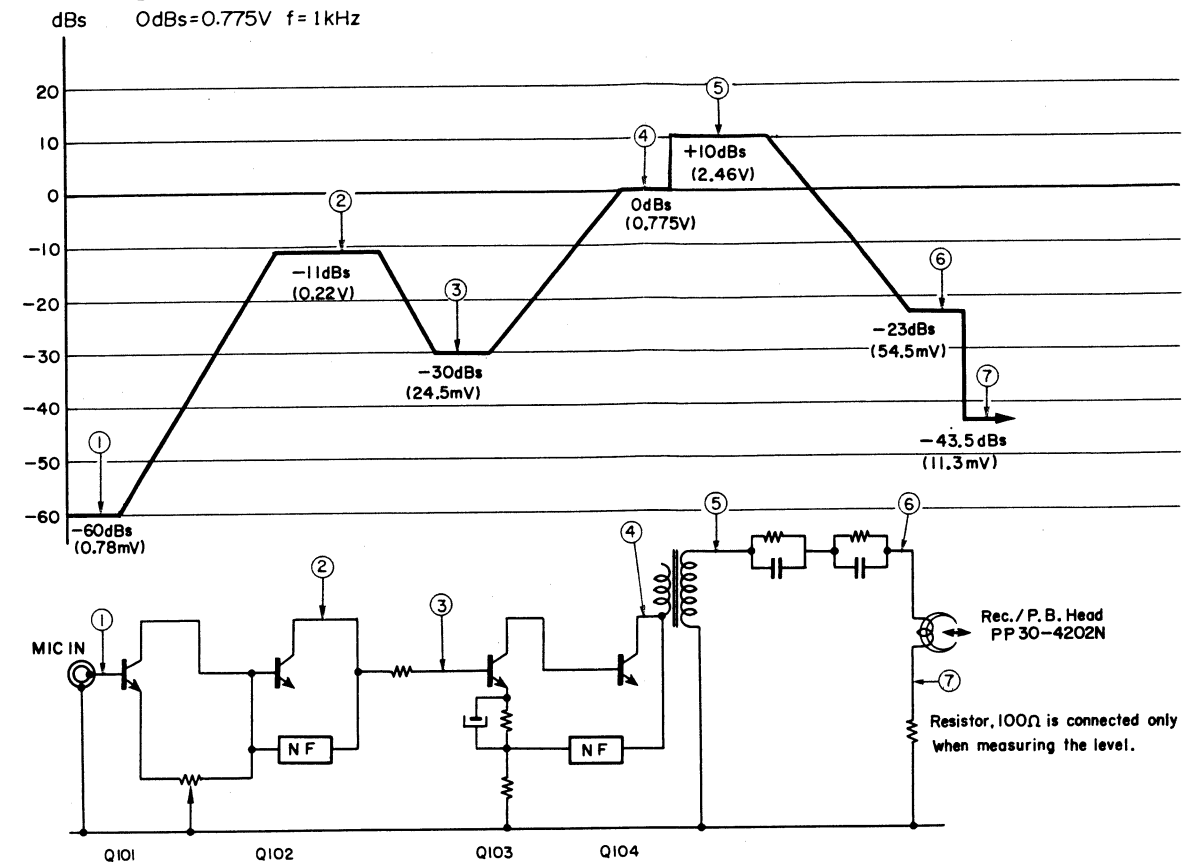 dBs OdBs=0.775V f=1kHz
20
10
0
-10
-20
-30
-40
-50
-60
①
-60dBs
(0.78mV)
②
-11dBs
(0.22V)
③
-30dBs
(24.5mV)
④
0dBs
(0.775V)
⑤
+10dBs
(2.46V)
⑥
-23dBs
(54.5mV)
⑦
-43.5dBs
(11.3mV)
MIC IN
①
②
③
④
⑤
⑥
⑦
NF
NF
Rec./P.B. Head
PP30-4202N
Resistor, 100Ω is connected only
When measuring the level.
Q101 Q102 Q103 Q104